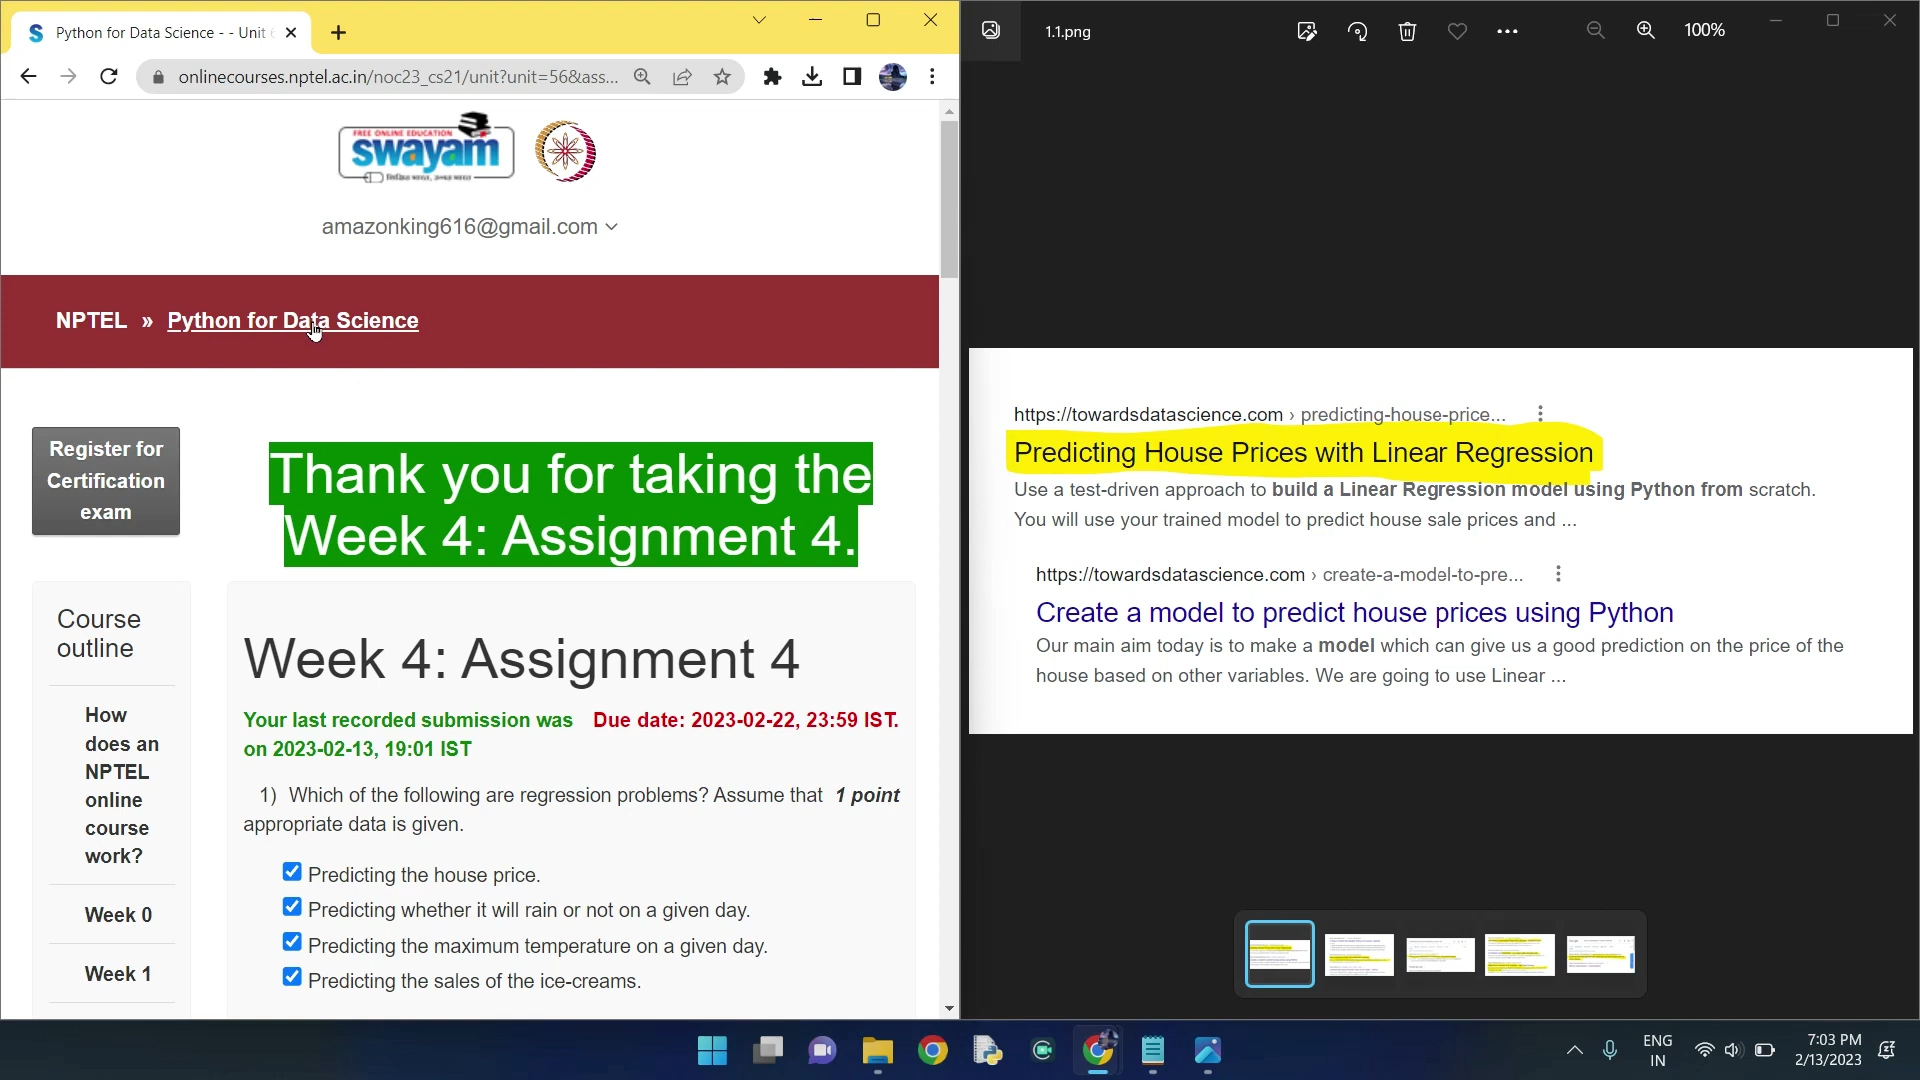 Python for Data Science - - Unit
onlinecourses.nptel.ac.in/noc23_cs21/unit?unit=56&ass...
FREE ONLINE EDUCATION
swayam
amazonking616@gmail.com
NPTEL » Python for Data Science
Register for
Certification
exam
Thank you for taking the
Week 4: Assignment 4.
Course
outline
How
does an
NPTEL
online
course
work?
Week 0
Week 1
Week 4: Assignment 4
Your last recorded submission was
on 2023-02-13, 19:01 IST
Due date: 2023-02-22, 23:59 IST.
1) Which of the following are regression problems? Assume that 1 point
appropriate data is given.
Predicting the house price.
Predicting whether it will rain or not on a given day.
Predicting the maximum temperature on a given day.
Predicting the sales of the ice-creams.
1.1.png
100%
https://towardsdatascience.com › predicting-house-price...
Predicting House Prices with Linear Regression
Use a test-driven approach to build a Linear Regression model using Python from scratch.
You will use your trained model to predict house sale prices and ...
https://towardsdatascience.com › create-a-model-to-pre...
Create a model to predict house prices using Python
Our main aim today is to make a model which can give us a good prediction on the price of the
house based on other variables. We are going to use Linear ...
ENG
IN
7:03 PM
2/13/2023